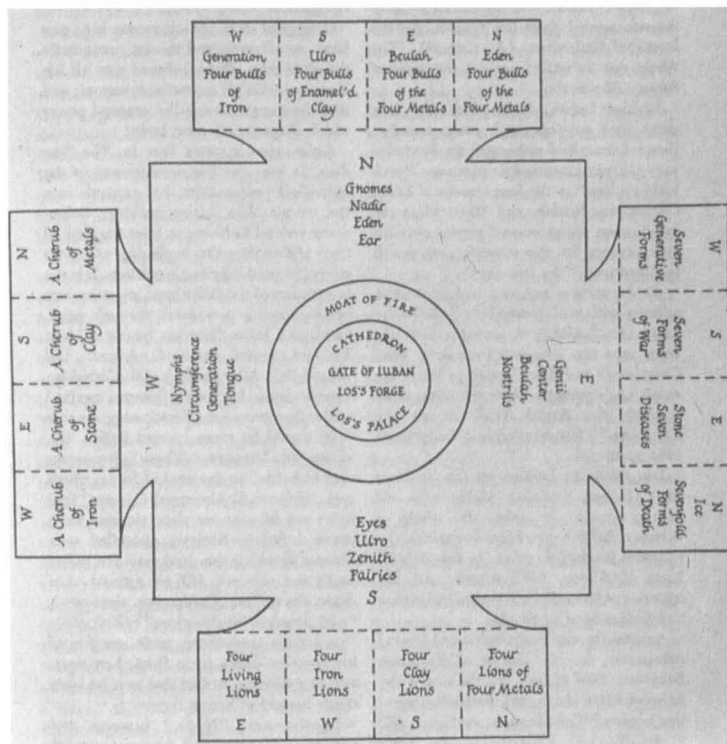 W
Generation
Four Bulls
of
Iron
S
Ulro
Four Bulls
of Enamel'd
Clay
E
Beulah
Four Bulls
of the
Four Metals
N
Eden
Four Bulls
of the
Four Metals
N
Gnomes
Nadir
Eden
Ear
N
A Cherub
of
Metals
S
A Cherub
of
Clay
E
A Cherub
of
Stone
W
A Cherub
of
Iron
W
Nymphs
Circumference
Generation
Tongue
MOAT OF FIRE
CATHEDRON
GATE OF LUBAN
LOS'S FORGE
LOS'S PALACE
E
Genii
Center
Beulah
Nostrils
W
Seven
Generative
Forms
S
Seven
Forms
of War
E
Stone
Seven
Diseases
N
Sevenfold
Ice
Forms
of Death
Eyes
Ulro
Zenith
Fairies
S
Four
Living
Lions
E
Four
Iron
Lions
W
Four
Clay
Lions
S
Four
Lions of
Four Metals
N